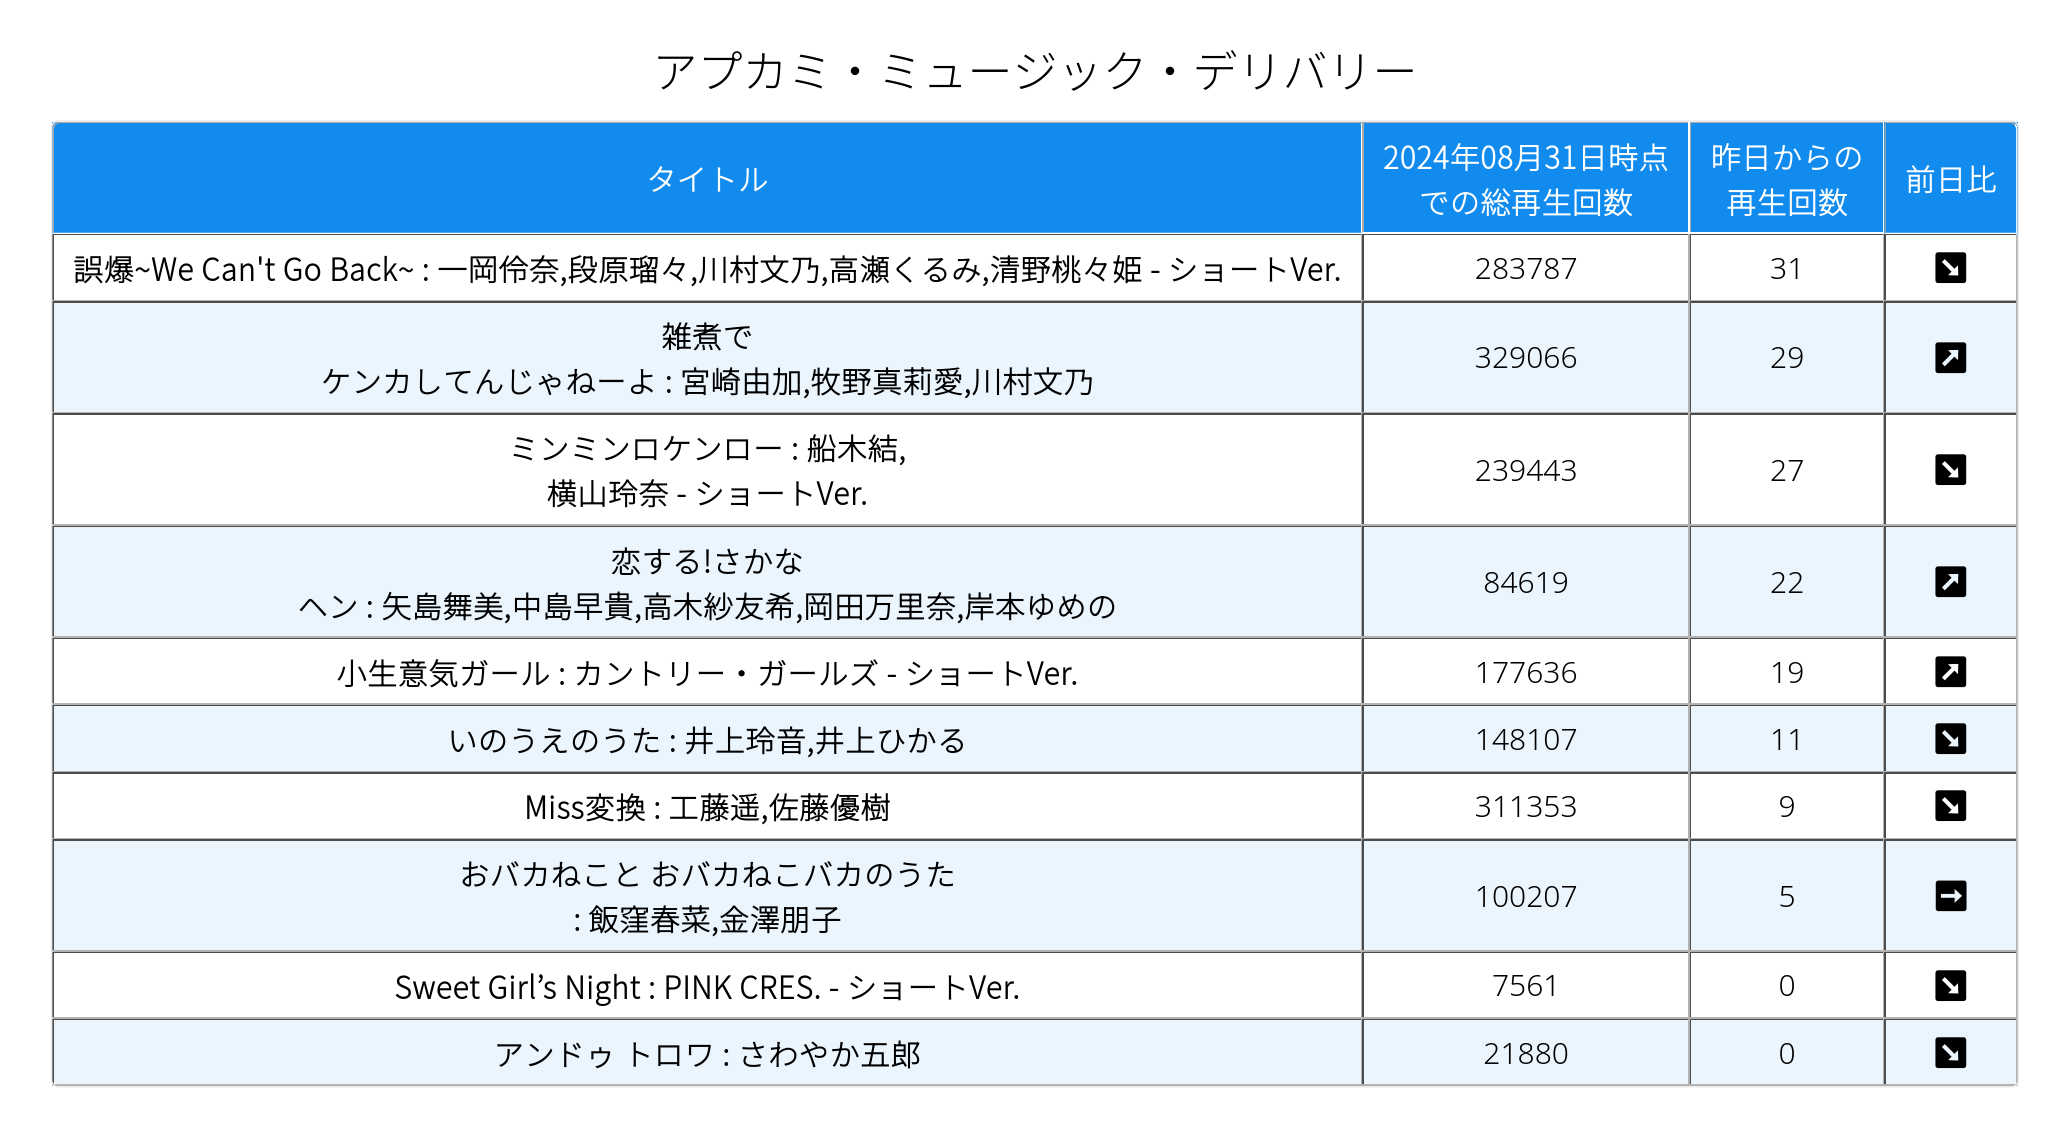 アプカミ・ミュージック・デリバリー
タイトル
2024年08月31日時点
での総再生回数
昨日からの
再生回数
前日比
誤爆~We Can't Go Back~ : 一岡伶奈,段原瑠々,川村文乃,高瀬くるみ,清野桃々姫 - ショートVer.
283787
31
雑煮で
ケンカしてんじゃねーよ : 宮崎由加,牧野真莉愛,川村文乃
329066
29
ミンミンロケンロー : 船木結,
横山玲奈 - ショートVer.
239443
27
恋する!さかな
ヘン : 矢島舞美,中島早貴,高木紗友希,岡田万里奈,岸本ゆめの
84619
22
小生意気ガール : カントリー・ガールズ - ショートVer.
177636
19
いのうえのうた : 井上玲音,井上ひかる
148107
11
Miss変換 : 工藤遥,佐藤優樹
311353
9
おバカねこと おバカねこバカのうた
: 飯窪春菜,金澤朋子
100207
5
Sweet Girl’s Night : PINK CRES. - ショートVer.
7561
0
アンドゥ トロワ : さわやか五郎
21880
0